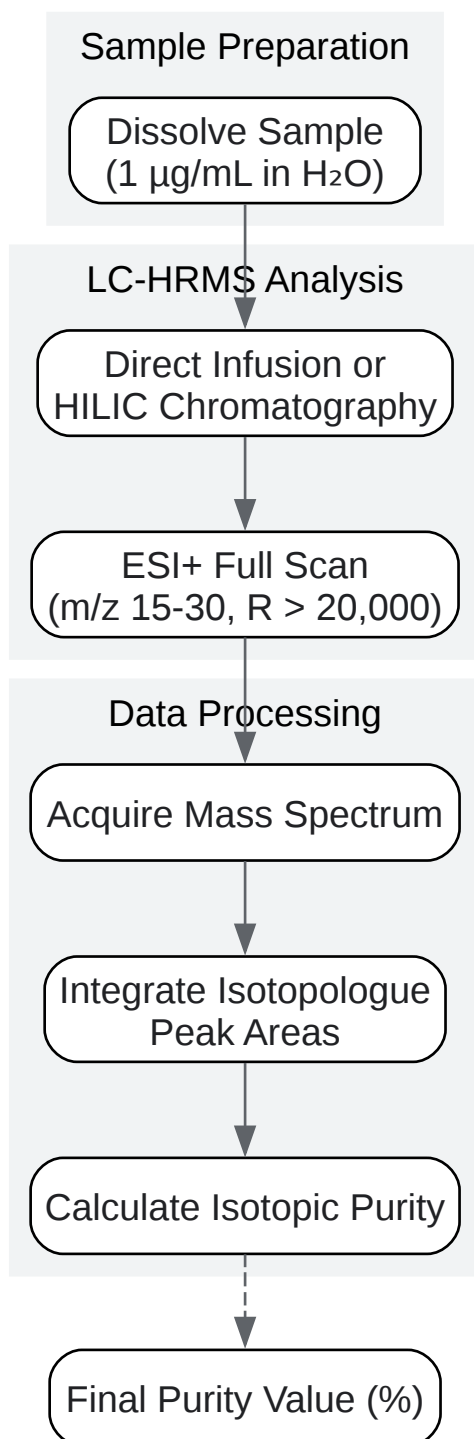 Sample Preparation
Dissolve Sample
(1 µg/mL in H₂O)
LC-HRMS Analysis
Direct Infusion or
HILIC Chromatography
ESI+ Full Scan
(m/z 15-30, R > 20,000)
Data Processing
Acquire Mass Spectrum
Integrate Isotopologue
Peak Areas
Calculate Isotopic Purity
Final Purity Value (%)